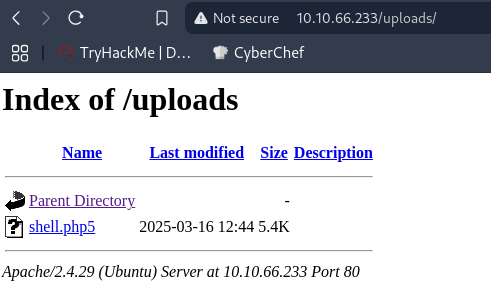 Not secure 10.10.66.233/uploads/
TryHackMe | D... CyberChef
Index of /uploads
Name Last modified Size Description
Parent Directory -
shell.php5 2025-03-16 12:44 5.4K
Apache/2.4.29 (Ubuntu) Server at 10.10.66.233 Port 80